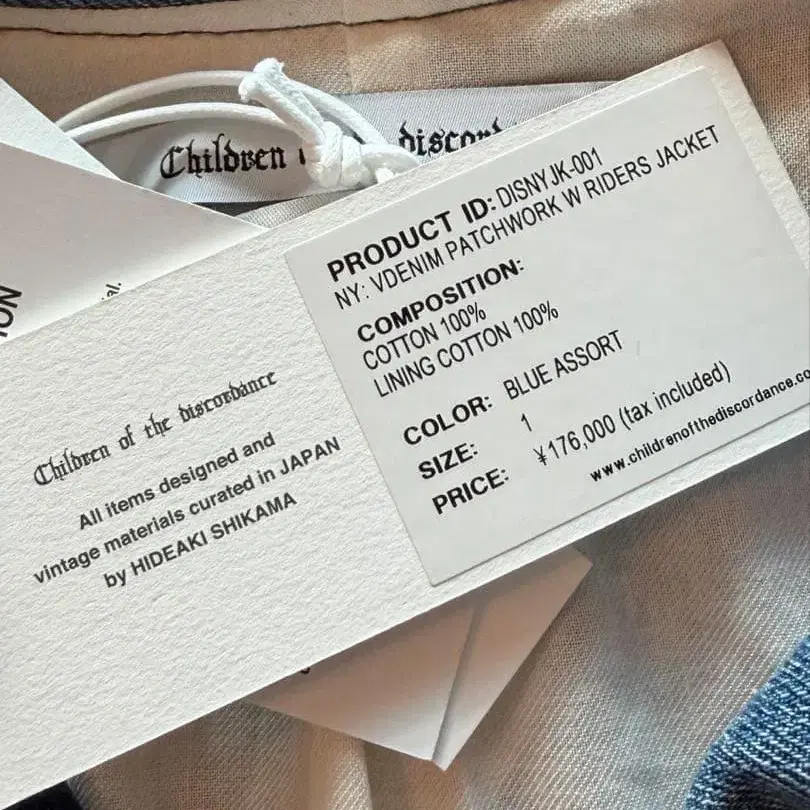 Children
discord
Children of the discordance
All items designed and
vintage materials curated in JAPAN
by HIDEAKI SHIKAMA
PRODUCT ID: DISNYJK-001
NY: VDENIM PATCHWORK W RIDERS JACKET
COMPOSITION:
COTTON 100%
LINING COTTON 100%
COLOR: BLUE ASSORT
SIZE: 1
PRICE: ¥176,000 (tax included)
www.childrenofthediscordance.co